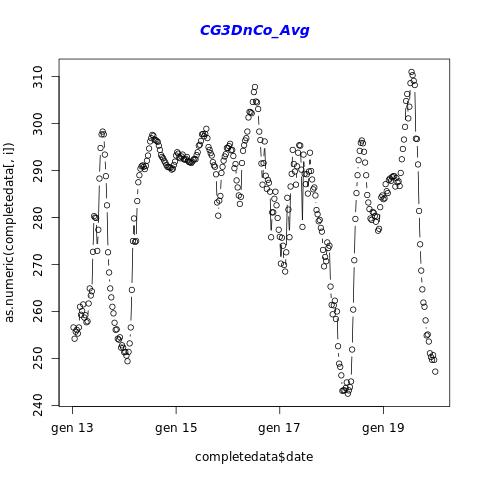 CG3DnCo_Avg
as.numeric(completedata[, i])
310
300
290
280
270
260
250
240
gen 13
gen 15
gen 17
gen 19
completedata$date